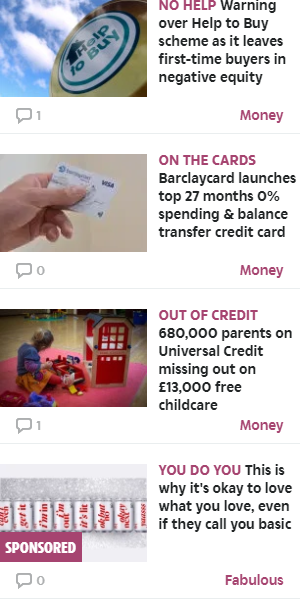 NO HELP Warning
over Help to Buy
scheme as it leaves
first-time buyers in
negative equity
Help
to Buy
1
Money
ON THE CARDS
Barclaycard launches
top 27 months 0%
spending & balance
transfer credit card
VISA
0
Money
OUT OF CREDIT
680,000 parents on
Universal Credit
missing out on
£13,000 free
childcare
1
Money
YOU DO YOU This is
why it's okay to love
what you love, even
if they call you basic
SPONSORED
0
Fabulous